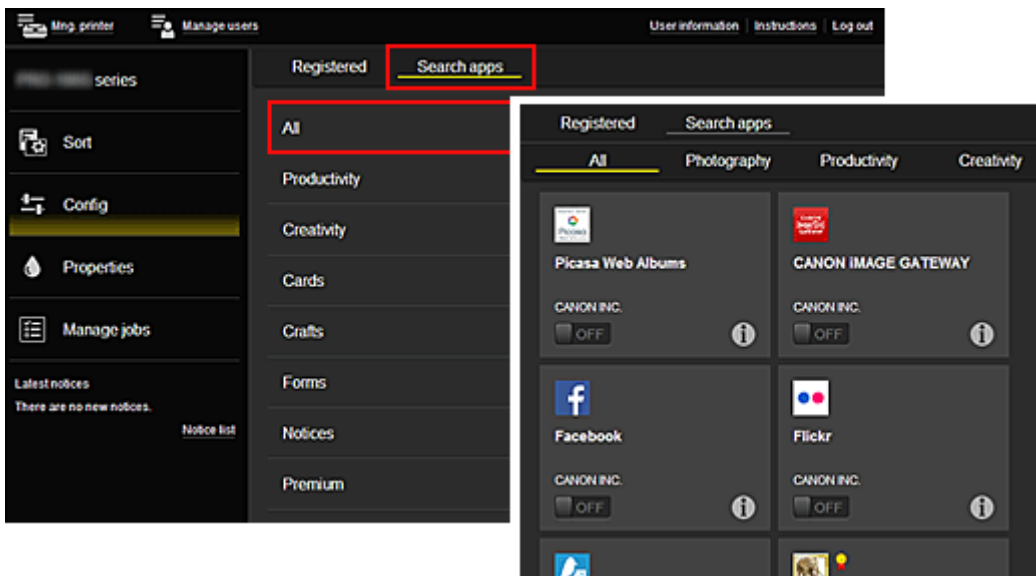 Mng. printer
Manage users
User information
Instructions
Log out
series
Sort
Config
Properties
Manage jobs
Latest notices
There are no new notices.
Notice list
Registered
Search apps
All
Productivity
Creativity
Cards
Crafts
Forms
Notices
Premium
Registered
Search apps
All
Photography
Productivity
Creativity
Picasa
Picasa Web Albums
CANON INC.
OFF
CANON iMAGE GATEWAY
CANON INC.
OFF
Facebook
CANON INC.
OFF
Flickr
CANON INC.
OFF